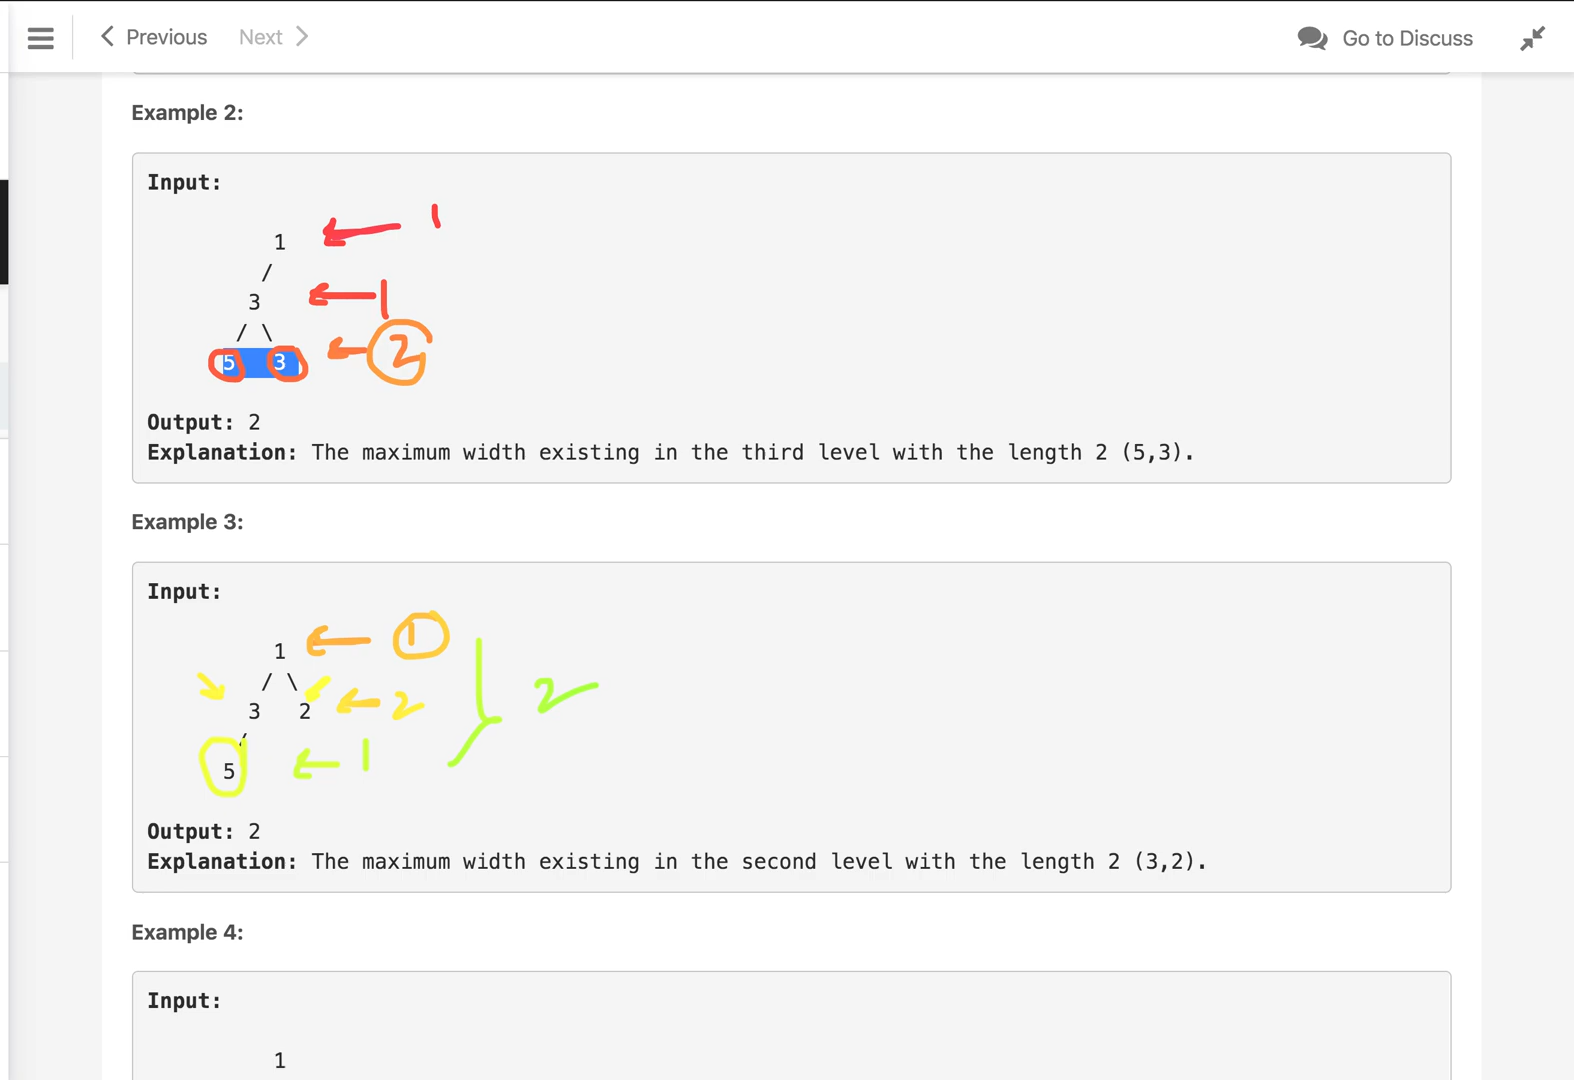 Previous Next Go to Discuss
Example 2:
Input:
1 1
/
3 1
/ \
5 3 2
Output: 2
Explanation: The maximum width existing in the third level with the length 2 (5,3).
Example 3:
Input:
1 1
/ \
3 2 2 2
/
5 1
Output: 2
Explanation: The maximum width existing in the second level with the length 2 (3,2).
Example 4:
Input:
1